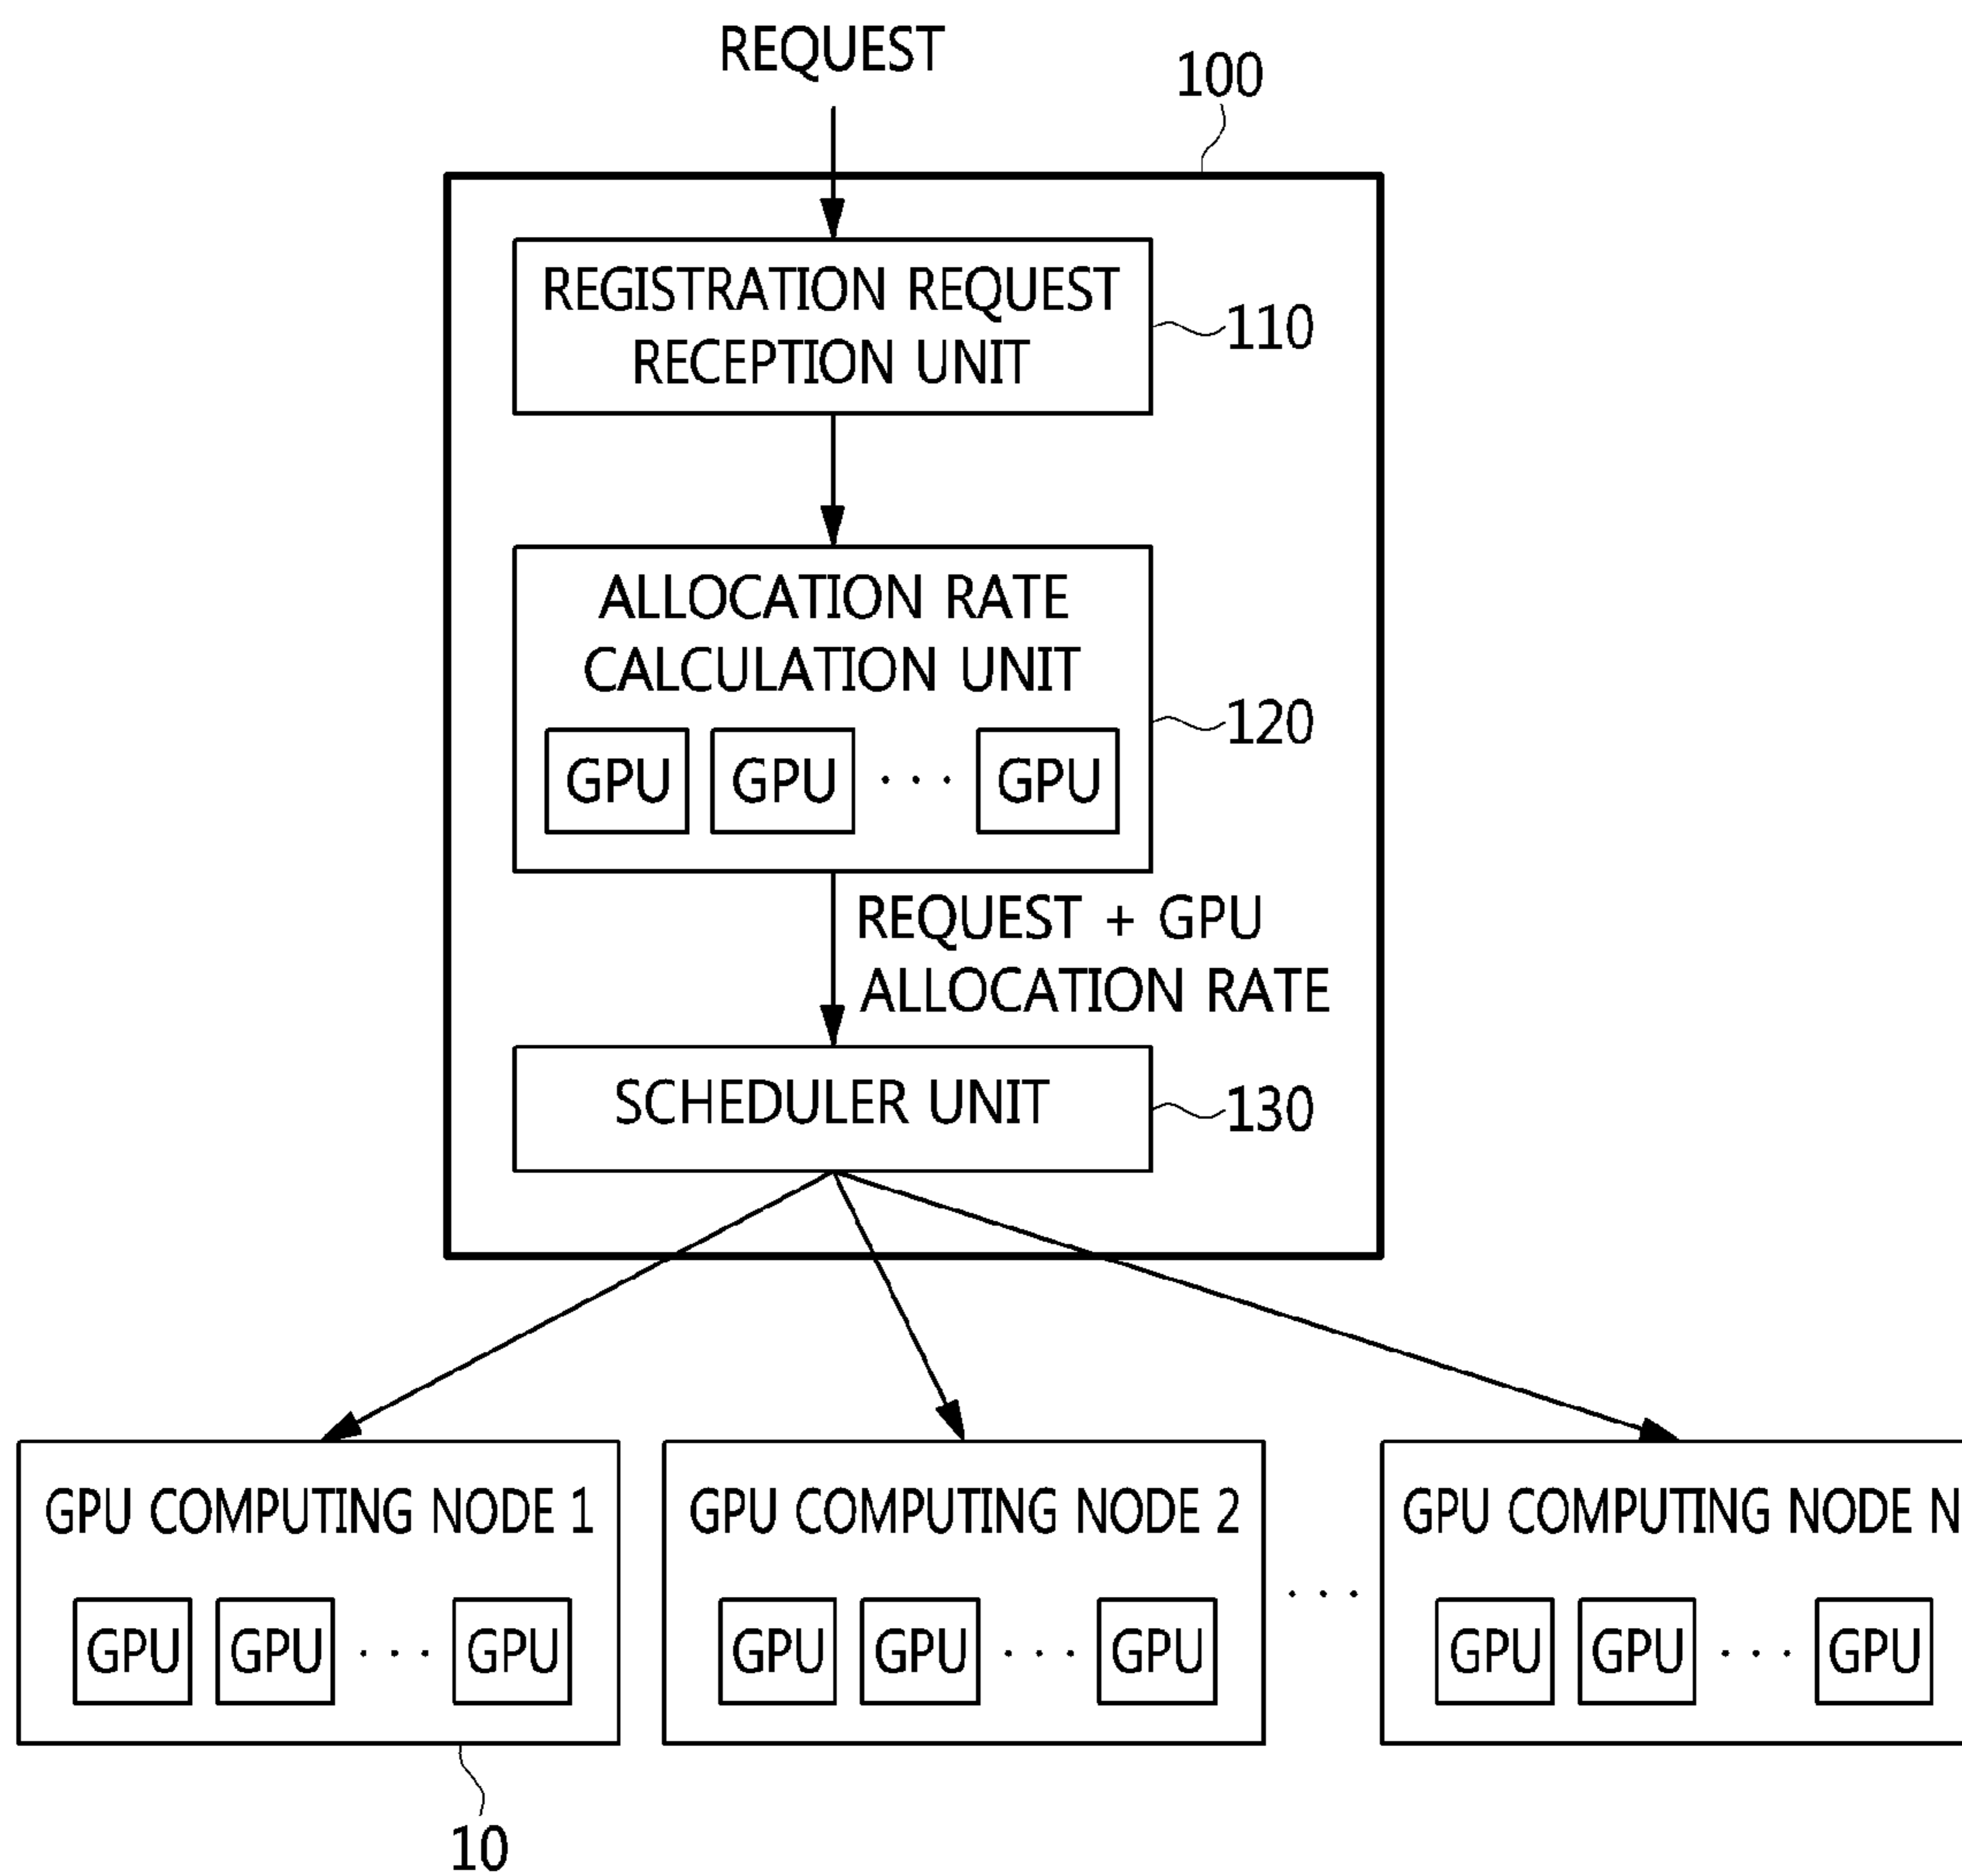 REQUEST
100
REGISTRATION REQUEST
RECEPTION UNIT
110
ALLOCATION RATE
CALCULATION UNIT
120
GPU GPU ... GPU
REQUEST + GPU
ALLOCATION RATE
SCHEDULER UNIT
130
GPU COMPUTING NODE 1
GPU GPU ... GPU
10
GPU COMPUTING NODE 2
GPU GPU ... GPU
...
GPU COMPUTING NODE N
GPU GPU ... GPU